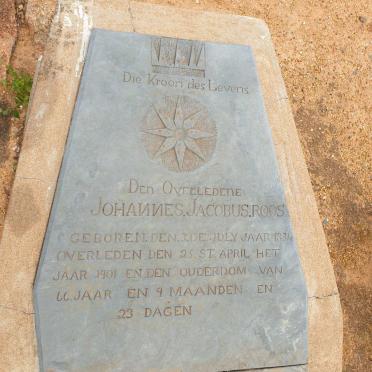 Die Kroon des Levens
Den Overledene
JOHANNES. JACOBUS. ROOS
GEBOREN DEN 2DE JULY JAAR
OVERLEDEN DEN 25 ST. APRIL HET
JAAR 1901 EN DEN OUDERDOM VAN
66 JAAR EN 9 MAANDEN EN
23 DAGEN